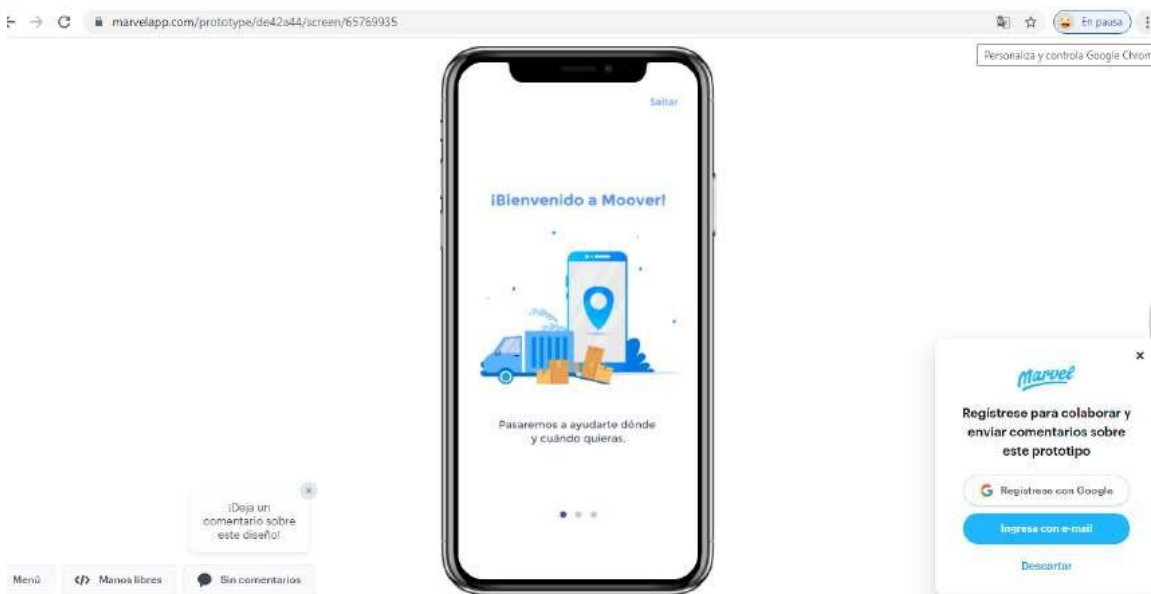 marvelapp.com/prototype/de42a44/screen/65769935
En pausa
Personaliza y controla Google Chrom
Saltar
¡Bienvenido a Moover!
Pasaremos a ayudarte dónde
y cuándo quieras.
¡Deja un
comentario sobre
este diseño!
Menú
</> Manos libres
Sin comentarios
Marvel
Regístrese para colaborar y
enviar comentarios sobre
este prototipo
Regístrese con Google
Ingresa con e-mail
Descartar